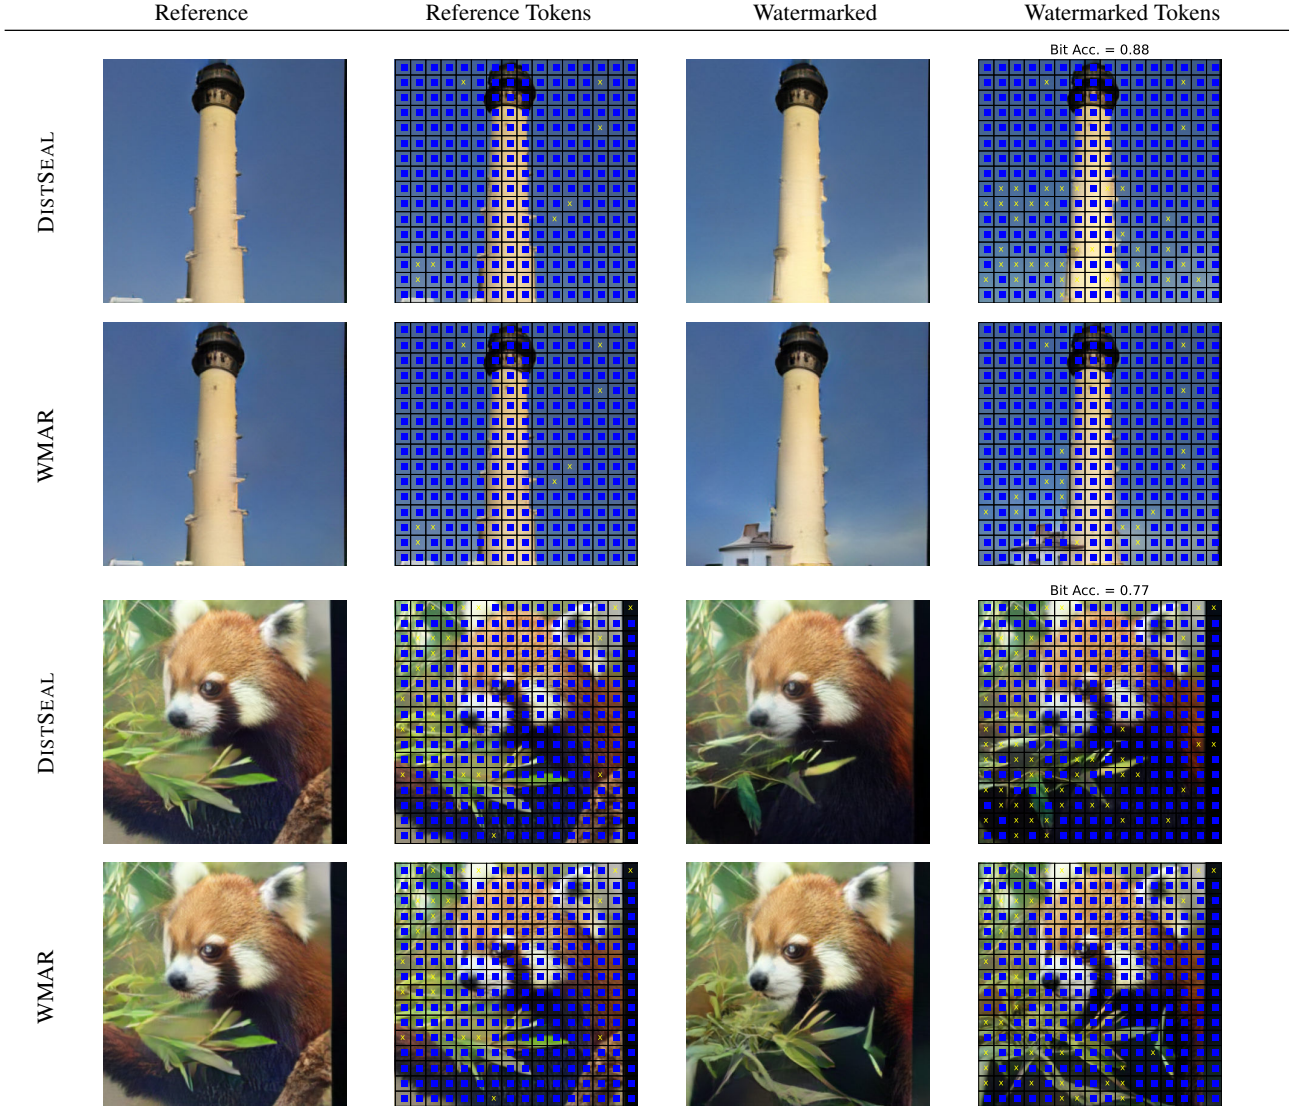 Reference Reference Tokens Watermarked Watermarked Tokens
Bit Acc. = 0.88
DISTSEAL
WMAR
Bit Acc. = 0.77
DISTSEAL
WMAR